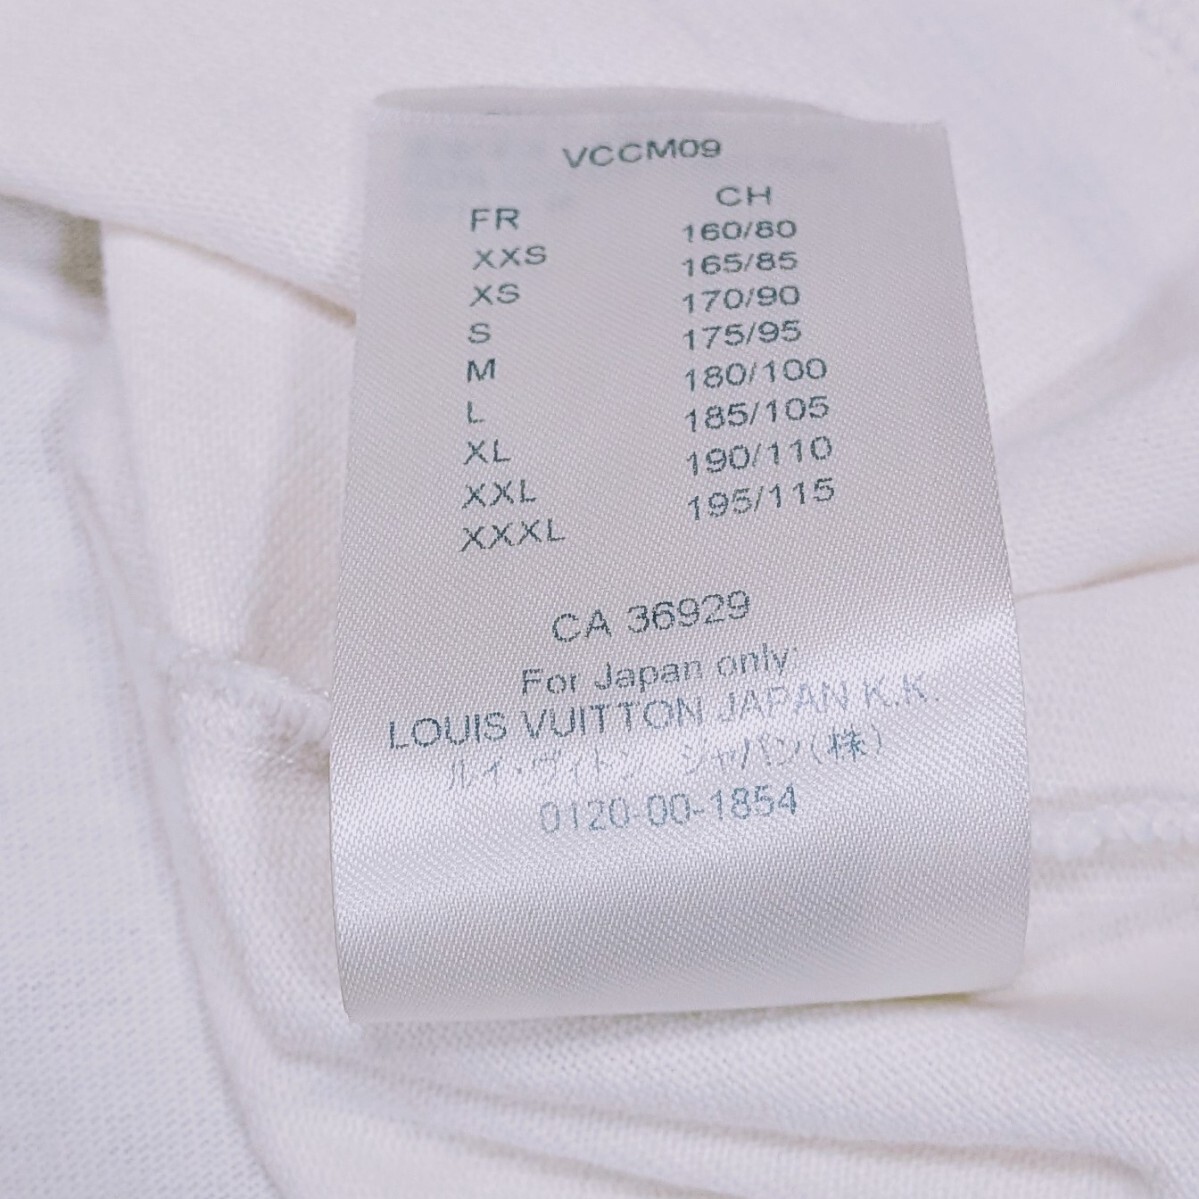 VCCM09
FR CH
XXS 160/80
XS 165/85
S 170/90
M 175/95
L 180/100
XL 185/105
XXL 190/110
XXXL 195/115
CA 36929
For Japan only:
LOUIS VUITTON JAPAN K.K.
ルイ・ヴィトン ジャパン(株)
0120-00-1854